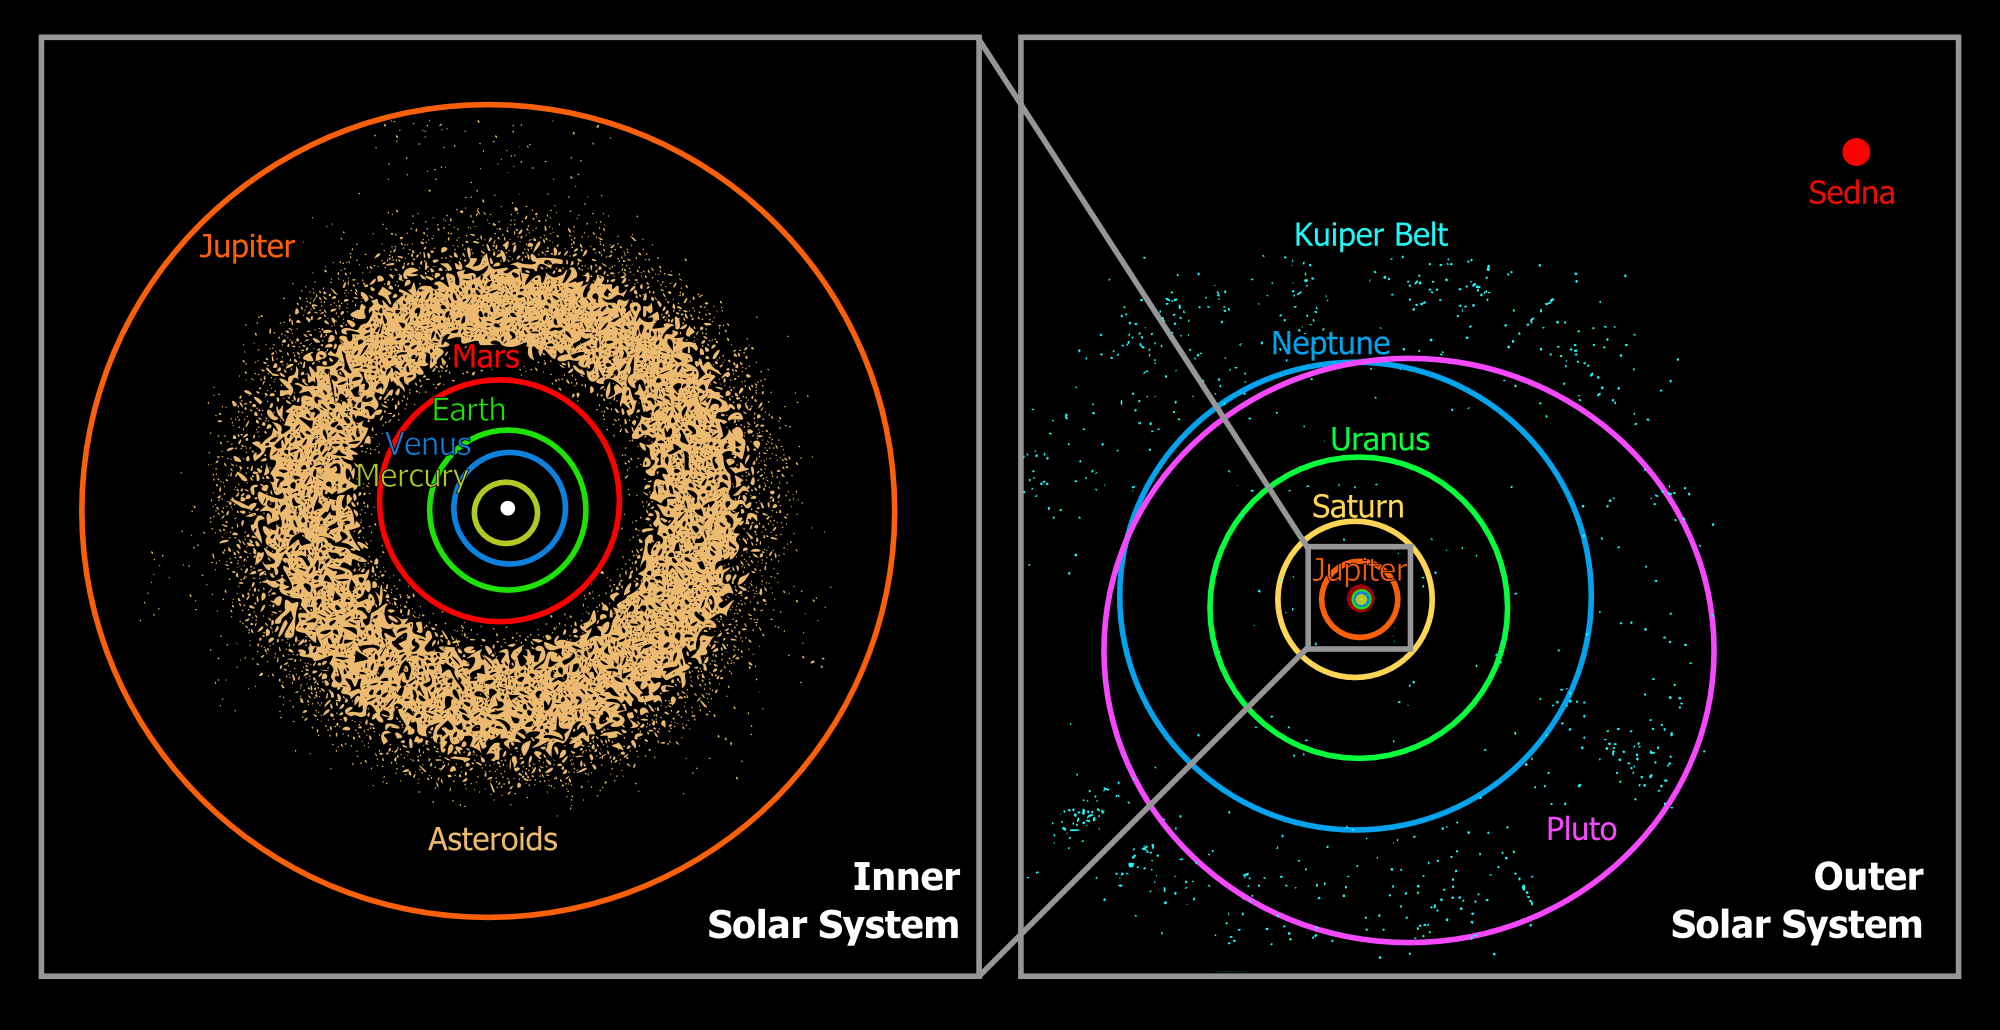 Jupiter
Mars
Earth
Venus
Mercury
Asteroids
Inner
Solar System
Sedna
Kuiper Belt
Neptune
Uranus
Saturn
Jupiter
Pluto
Outer
Solar System